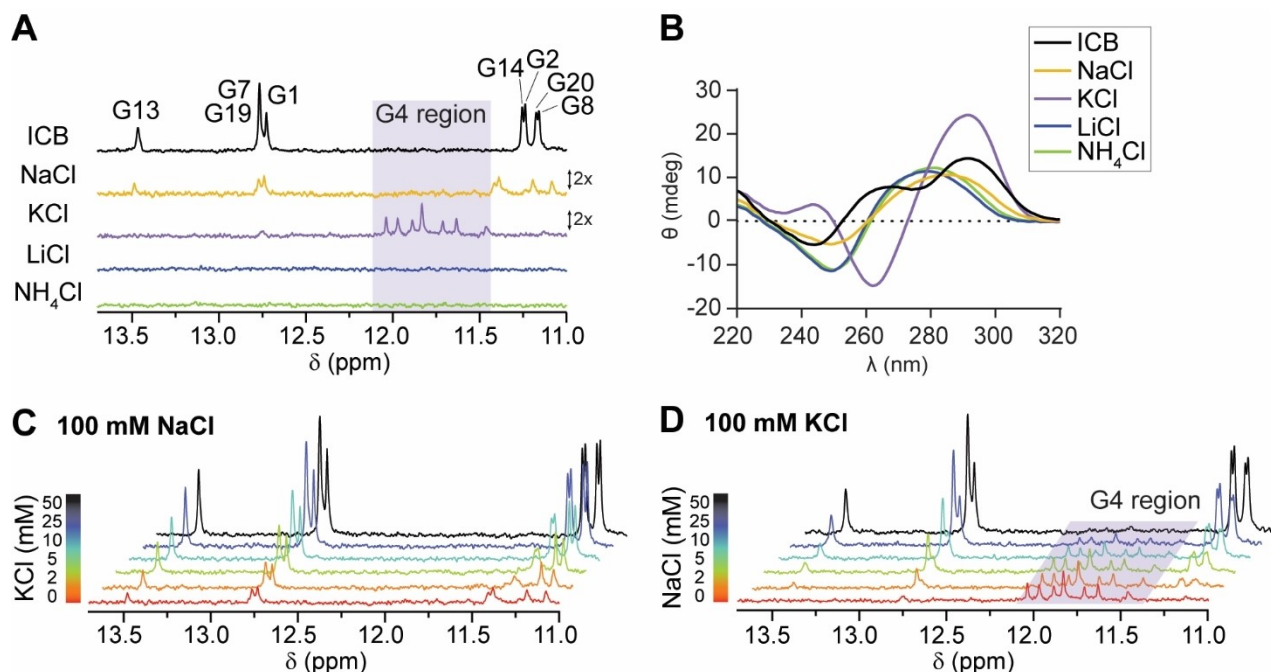 A
G13
G7
G19
G1
G4 region
G14
G2
G20
G8
ICB
NaCl
KCl
LiCl
NH₄Cl
2x
2x
13.5 13.0 12.5 12.0 11.5 11.0
δ (ppm)
B
θ (mdeg)
30
20
10
0
-10
-20
220 240 260 280 300 320
λ (nm)
ICB
NaCl
KCl
LiCl
NH₄Cl
C 100 mM NaCl
KCl (mM)
50
25
10
5
2
0
13.5 13.0 12.5 12.0 11.5 11.0
δ (ppm)
D 100 mM KCl
G4 region
NaCl (mM)
50
25
10
5
2
0
13.5 13.0 12.5 12.0 11.5 11.0
δ (ppm)